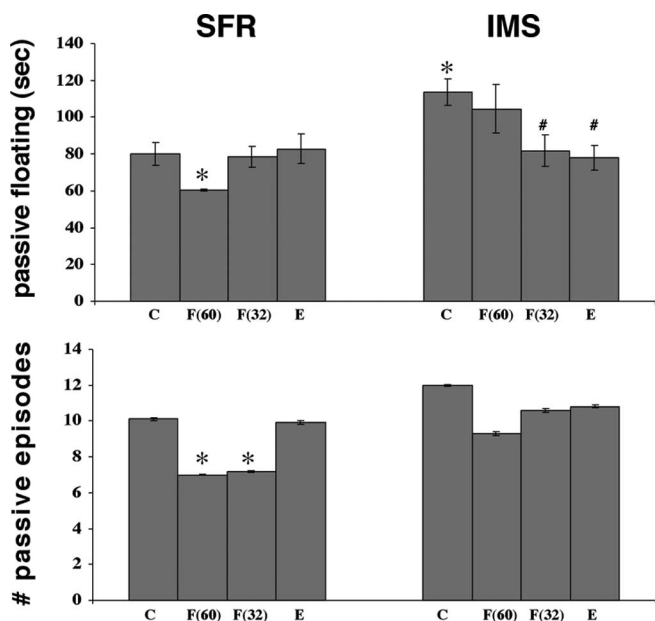 SFR
IMS
passive floating (sec)
140
120
100
80
60
40
20
0
*
*
#
#
C F(60) F(32) E
C F(60) F(32) E
# passive episodes
14
12
10
8
6
4
2
0
* *
C F(60) F(32) E
C F(60) F(32) E